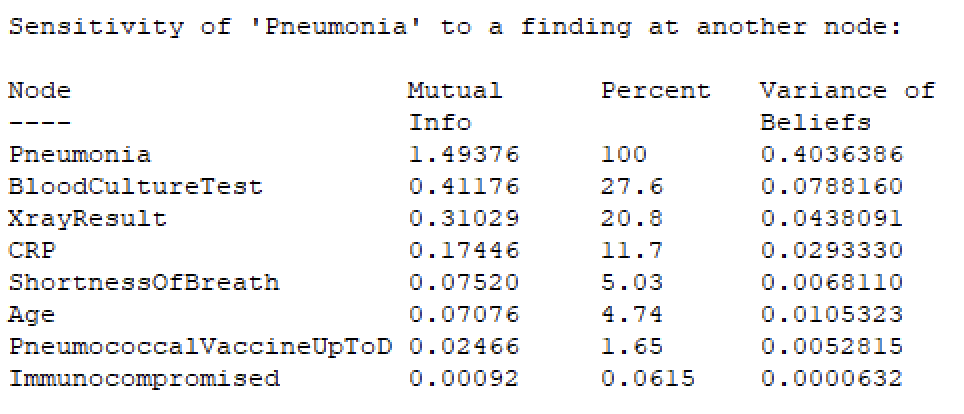 Sensitivity of 'Pneumonia' to a finding at another node:
Node Mutual Percent Variance of
---- Info Beliefs
Pneumonia 1.49376 100 0.4036386
BloodCultureTest 0.41176 27.6 0.0788160
XrayResult 0.31029 20.8 0.0438091
CRP 0.17446 11.7 0.0293330
ShortnessOfBreath 0.07520 5.03 0.0068110
Age 0.07076 4.74 0.0105323
PneumococcalVaccineUpToD 0.02466 1.65 0.0052815
Immunocompromised 0.00092 0.0615 0.0000632